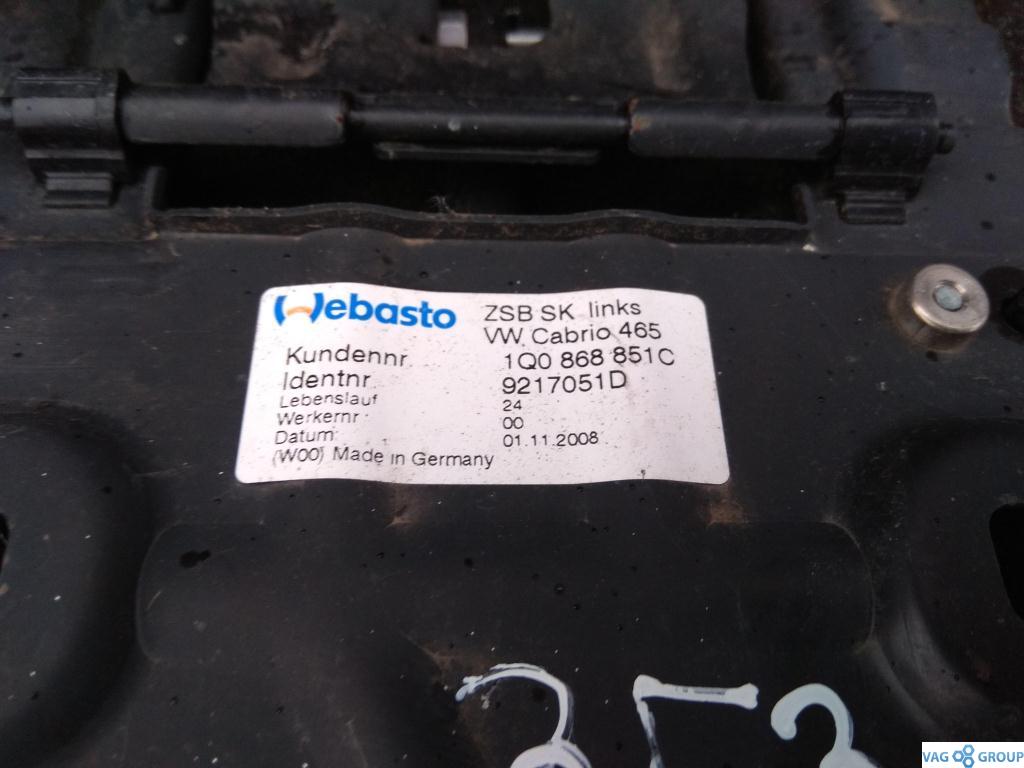 Webasto ZSB SK links
VW. Cabrio 465
Kundennr. 1Q0 868 851C
Identnr. 9217051D
Lebenslauf 24
Werkernr. 00
Datum: 01.11.2008
(W00) Made in Germany
VAG GROUP